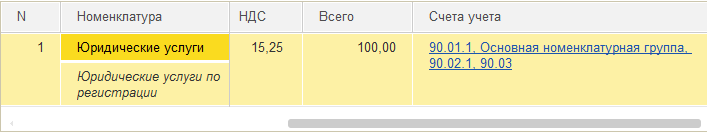 N Номенклатура НДС Всего Счета учета
1 Юридические услуги 15,25 100,00 90.01.1, Основная номенклатурная группа,
90.02.1, 90.03
Юридические услуги по
регистрации